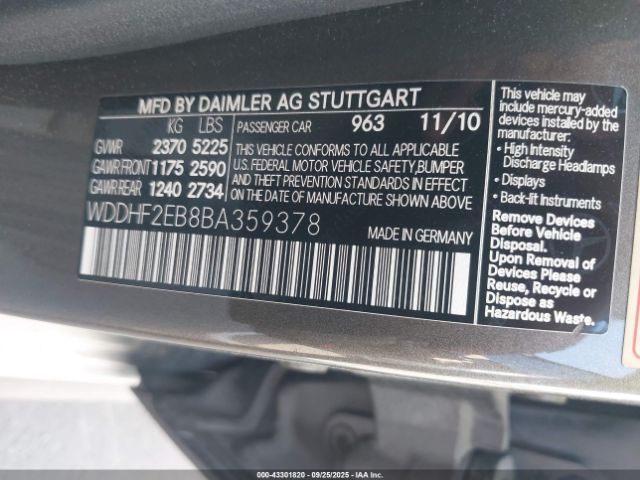 MFD BY DAIMLER AG STUTTGART
KG LBS
GVWR 2370 5225
GAWR FRONT 1175 2590
GAWR REAR 1240 2734
PASSENGER CAR 963 11/10
THIS VEHICLE CONFORMS TO ALL APPLICABLE
U.S. FEDERAL MOTOR VEHICLE SAFETY, BUMPER
AND THEFT PREVENTION STANDARDS IN EFFECT
ON THE DATE OF MANUFACTURE SHOWN ABOVE.
WDDHF2EB8BA359378
MADE IN GERMANY
This vehicle may
include mercury-added
devices installed by the
manufacturer:
• High Intensity
Discharge Headlamps
• Displays
• Back-lit Instruments
Remove Devices
Before Vehicle
Disposal.
Upon Removal of
Devices Please
Reuse, Recycle or
Dispose as
Hazardous Waste.
000-43301820 - 09/25/2025 - IAAI.COM